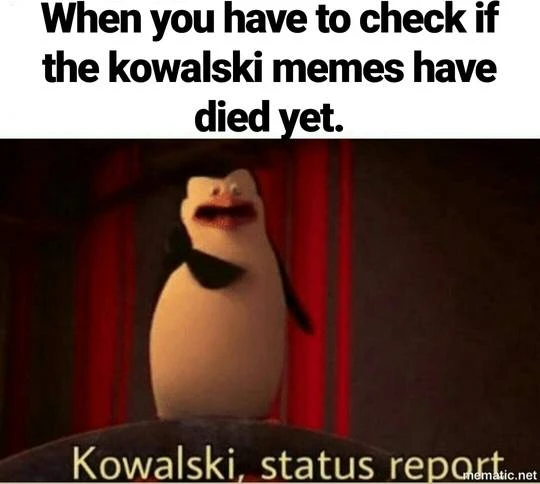 When you have to check if
the kowalski memes have
died yet.
Kowalski, status report.
mematic.net